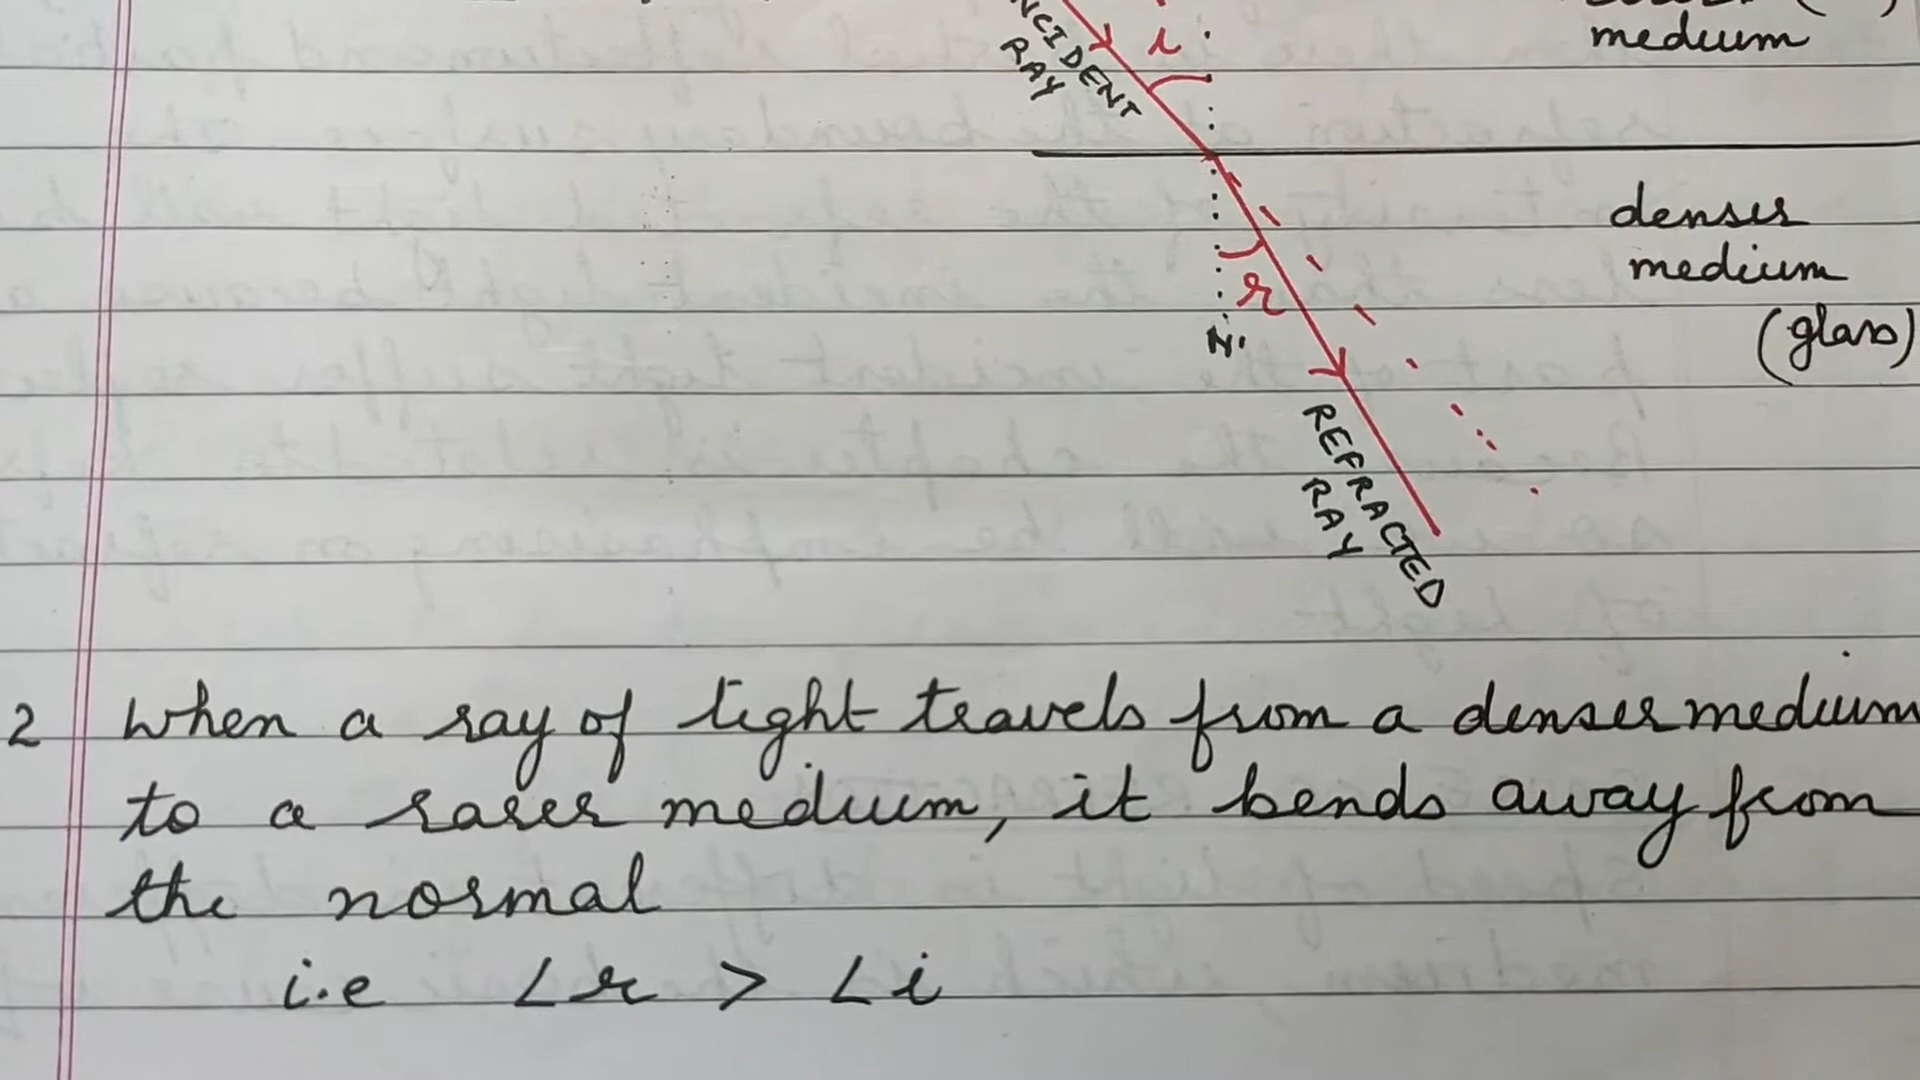 medium
i
INCIDENT
RAY
denser
medium
(glass)
r
N'
REFRACTED
RAY
2 When a ray of light travels from a denser medium
to a rarer medium, it bends away from
the normal
i.e ∠r > ∠i